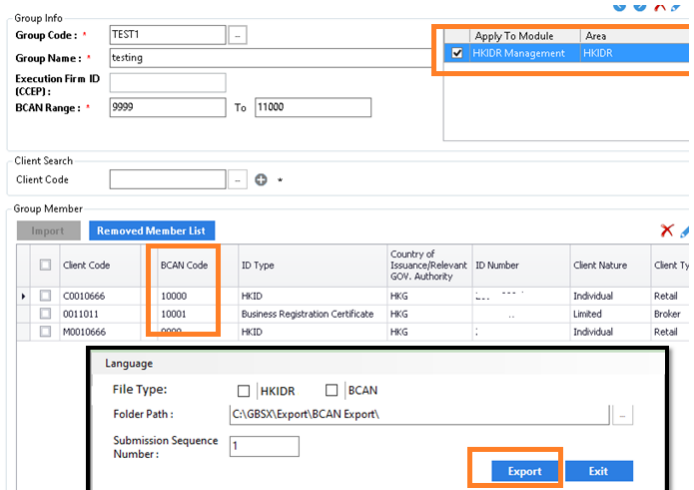 Group Info
Group Code : * TEST1 ...
Apply To Module Area
Group Name : * testing
HKIDR Management HKIDR
Execution Firm ID
(CCEP) :
BCAN Range : * 9999 To 11000
Client Search
Client Code ...
Group Member
Import Removed Member List
Client Code BCAN Code ID Type Country of Issuance/Relevant GOV. Authority ID Number Client Nature Client Ty
C0010666 10000 HKID HKG Individual Retail
0011011 10001 Business Registration Certificate HKG Limited Broker
M0010666 HKID HKG Individual Retail
Language
File Type: HKIDR BCAN
Folder Path : C:\GBSX\Export\BCAN Export\ ...
Submission Sequence
Number : 1
Export Exit